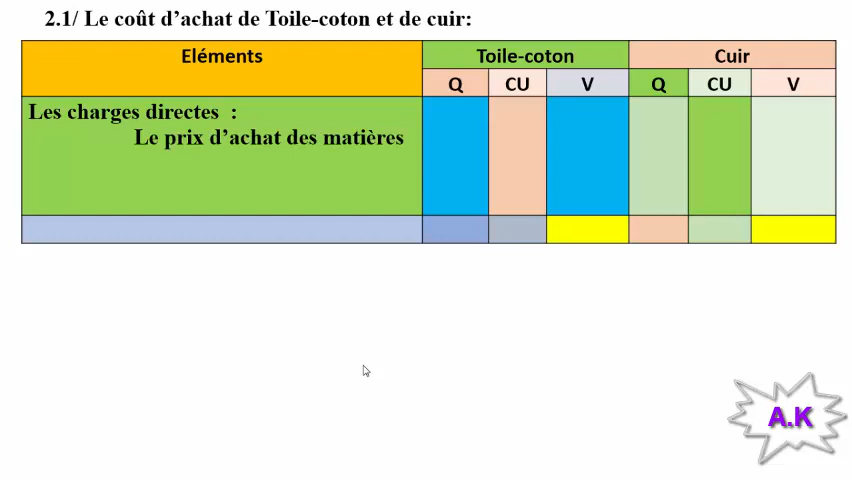 2.1/ Le coût d’achat de Toile-coton et de cuir:
Eléments Toile-coton Cuir
Q CU V Q CU V
Les charges directes :
Le prix d’achat des matières
A.K